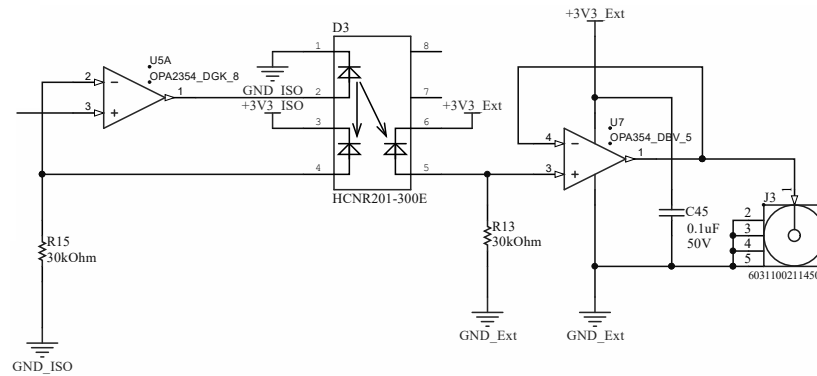 +3V3_Ext
D3
U5A
OPA2354_DGK_8
1
8
2
1
3
GND_ISO
2
7
+3V3_ISO
+3V3_Ext
3
6
U7
OPA354_DBV_5
4
1
4
5
3
HCNR201-300E
R15
30kOhm
R13
30kOhm
C45
0.1uF
50V
J3
1
2
3
4
5
6031100211450
GND_ISO
GND_Ext
GND_Ext